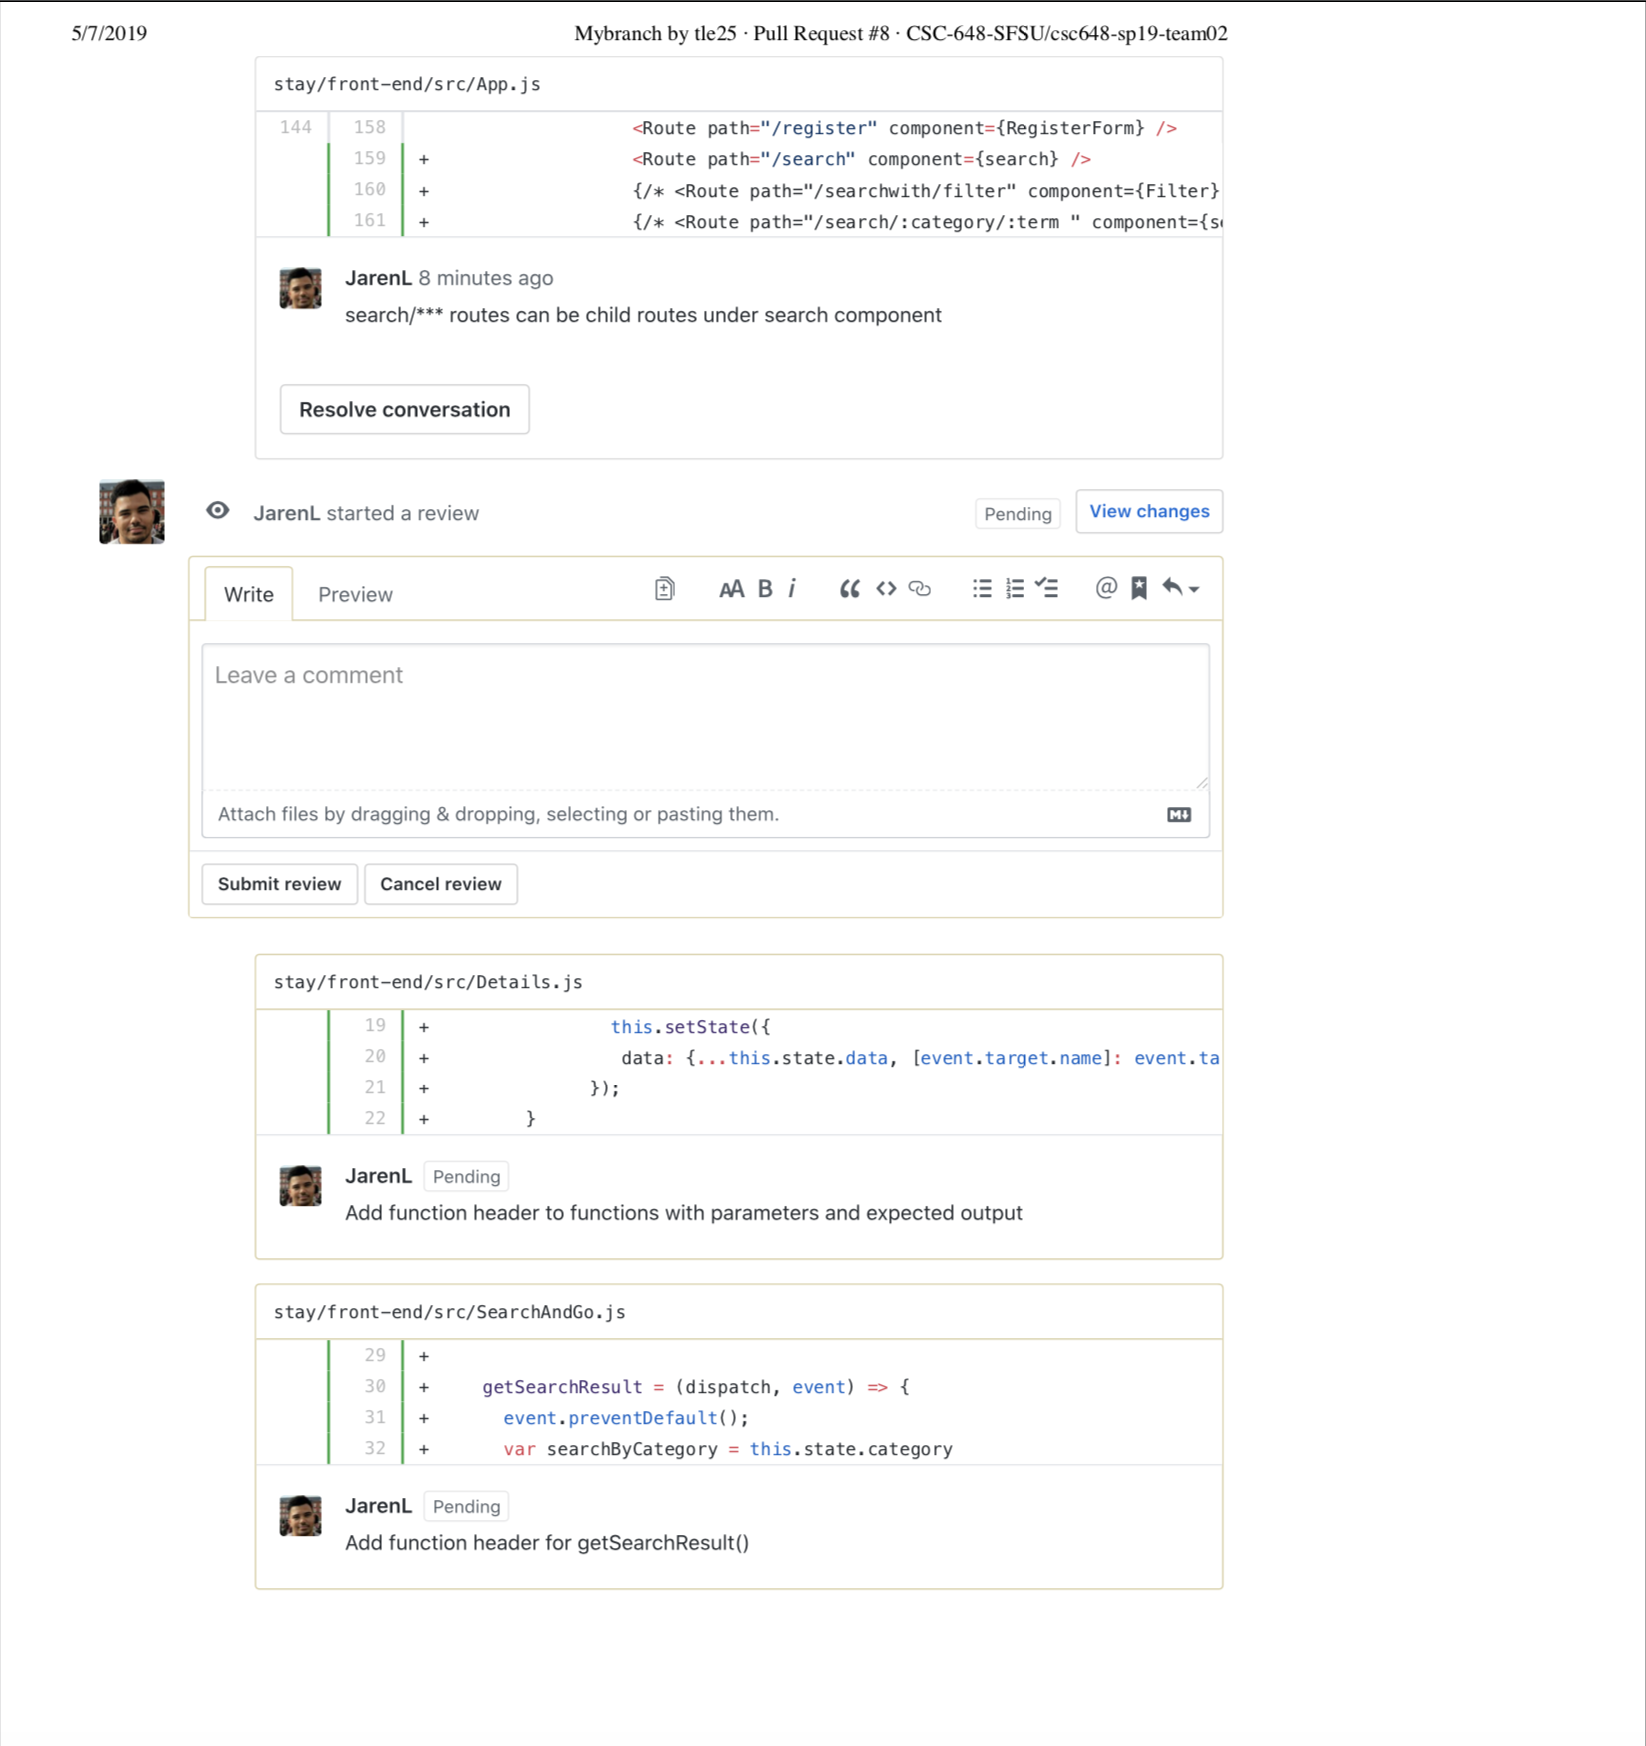 5/7/2019
Mybranch by tle25 · Pull Request #8 · CSC-648-SFSU/csc648-sp19-team02
stay/front-end/src/App.js
144 158 <Route path="/register" component={RegisterForm} />
159 + <Route path="/search" component={search} />
160 + {/* <Route path="/searchwith/filter" component={Filter}
161 + {/* <Route path="/search/:category/:term " component={s
JarenL 8 minutes ago
search/*** routes can be child routes under search component
Resolve conversation
JarenL started a review
Pending
View changes
Write
Preview
Leave a comment
Attach files by dragging & dropping, selecting or pasting them.
Submit review
Cancel review
stay/front-end/src/Details.js
19 + this.setState({
20 + data: {...this.state.data, [event.target.name]: event.ta
21 + });
22 + }
JarenL Pending
Add function header to functions with parameters and expected output
stay/front-end/src/SearchAndGo.js
29 +
30 + getSearchResult = (dispatch, event) => {
31 + event.preventDefault();
32 + var searchByCategory = this.state.category
JarenL Pending
Add function header for getSearchResult()